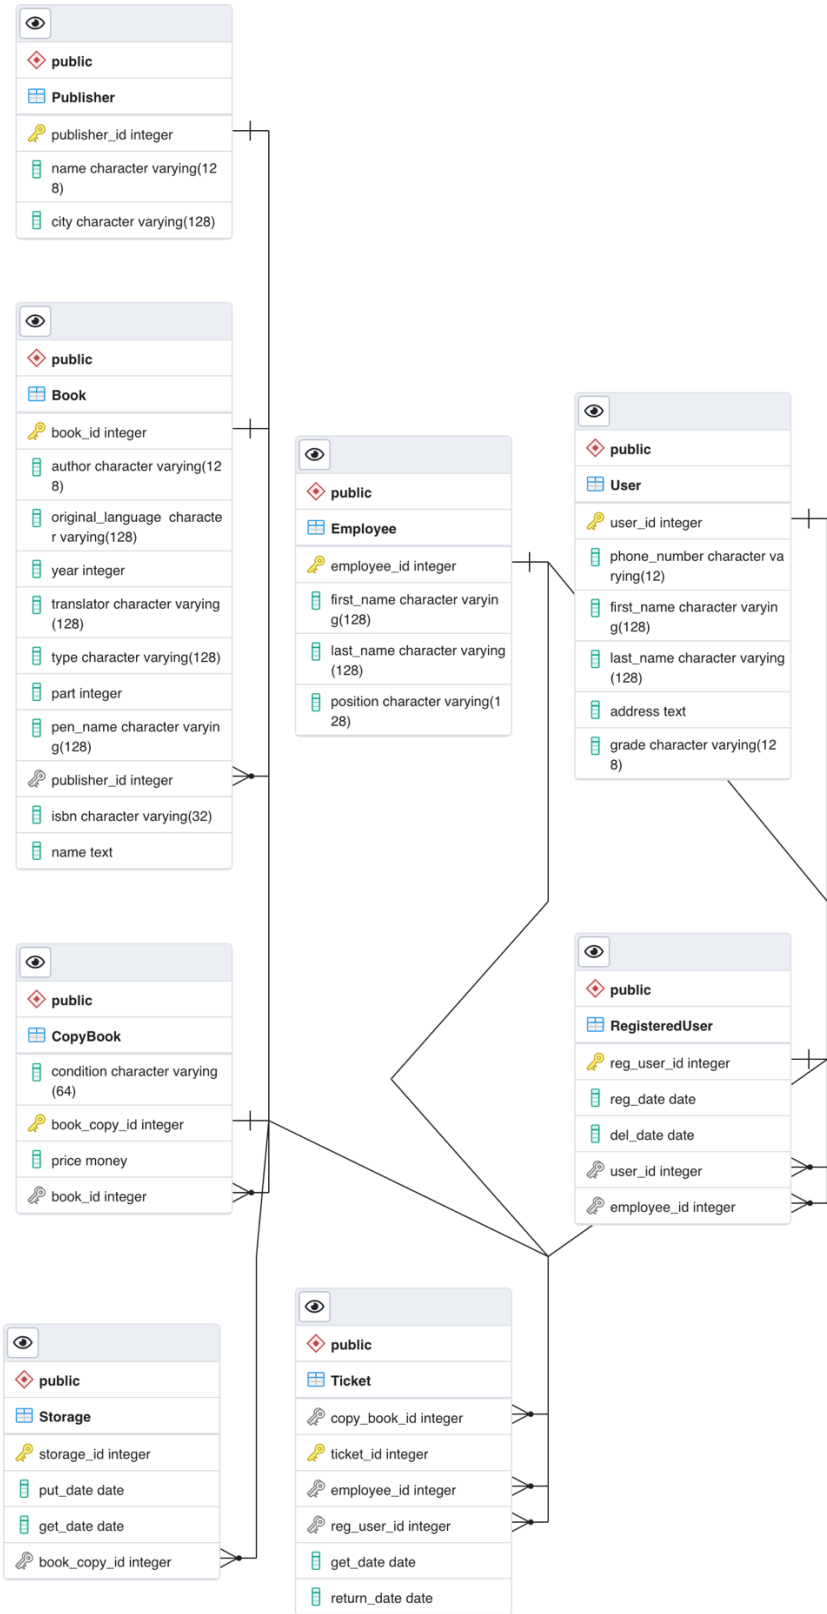 public
Publisher
publisher_id integer
name character varying(12
8)
city character varying(128)
public
Book
book_id integer
author character varying(12
8)
original_language  characte
r varying(128)
year integer
translator character varying
(128)
type character varying(128)
part integer
pen_name character varyin
g(128)
publisher_id integer
isbn character varying(32)
name text
public
Employee
employee_id integer
first_name character varyin
g(128)
last_name character varying
(128)
position character varying(1
28)
public
User
user_id integer
phone_number character va
rying(12)
first_name character varyin
g(128)
last_name character varying
(128)
address text
grade character varying(12
8)
public
CopyBook
condition character varying
(64)
book_copy_id integer
price money
book_id integer
public
RegisteredUser
reg_user_id integer
reg_date date
del_date date
user_id integer
employee_id integer
public
Storage
storage_id integer
put_date date
get_date date
book_copy_id integer
public
Ticket
copy_book_id integer
ticket_id integer
employee_id integer
reg_user_id integer
get_date date
return_date date